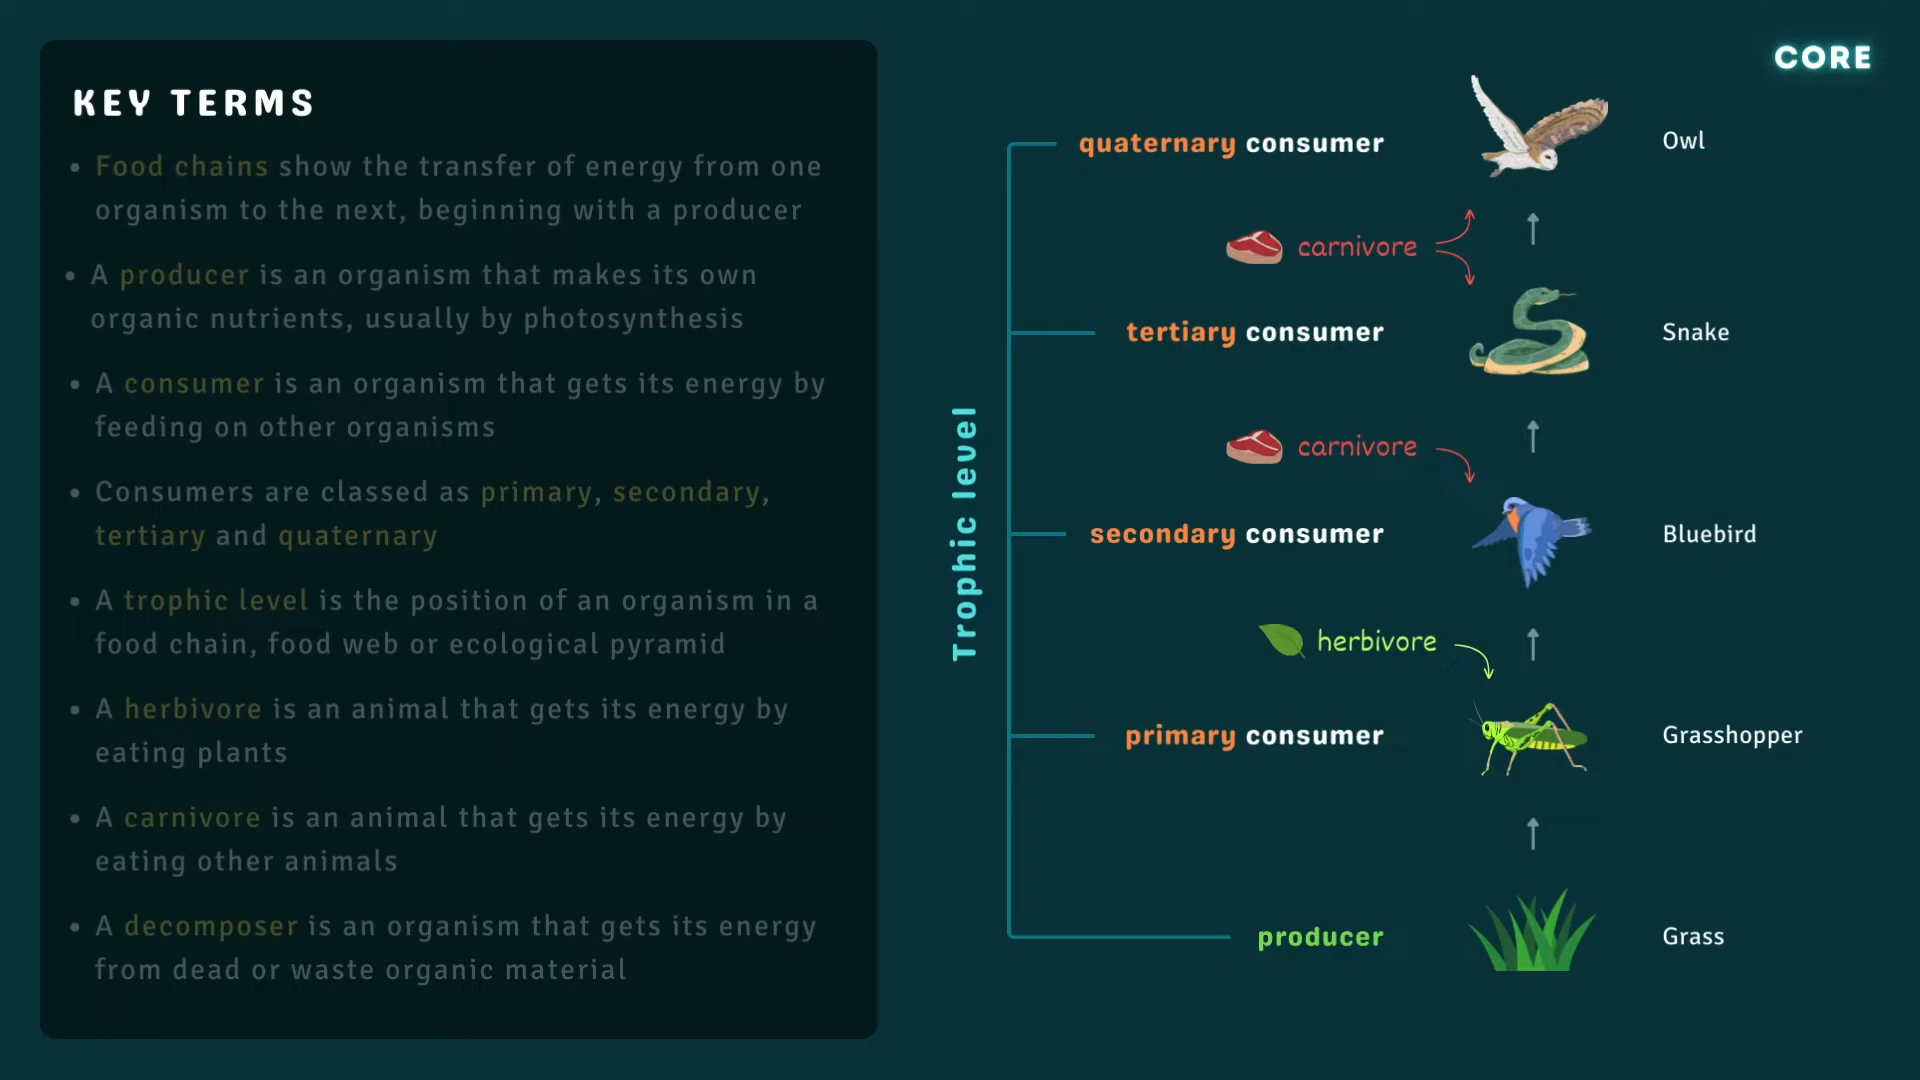 KEY TERMS
• Food chains show the transfer of energy from one
organism to the next, beginning with a producer
• A producer is an organism that makes its own
organic nutrients, usually by photosynthesis
• A consumer is an organism that gets its energy by
feeding on other organisms
• Consumers are classed as primary, secondary,
tertiary and quaternary
• A trophic level is the position of an organism in a
food chain, food web or ecological pyramid
• A herbivore is an animal that gets its energy by
eating plants
• A carnivore is an animal that gets its energy by
eating other animals
• A decomposer is an organism that gets its energy
from dead or waste organic material
CORE
Trophic level
quaternary consumer
Owl
carnivore
tertiary consumer
Snake
carnivore
secondary consumer
Bluebird
herbivore
primary consumer
Grasshopper
producer
Grass